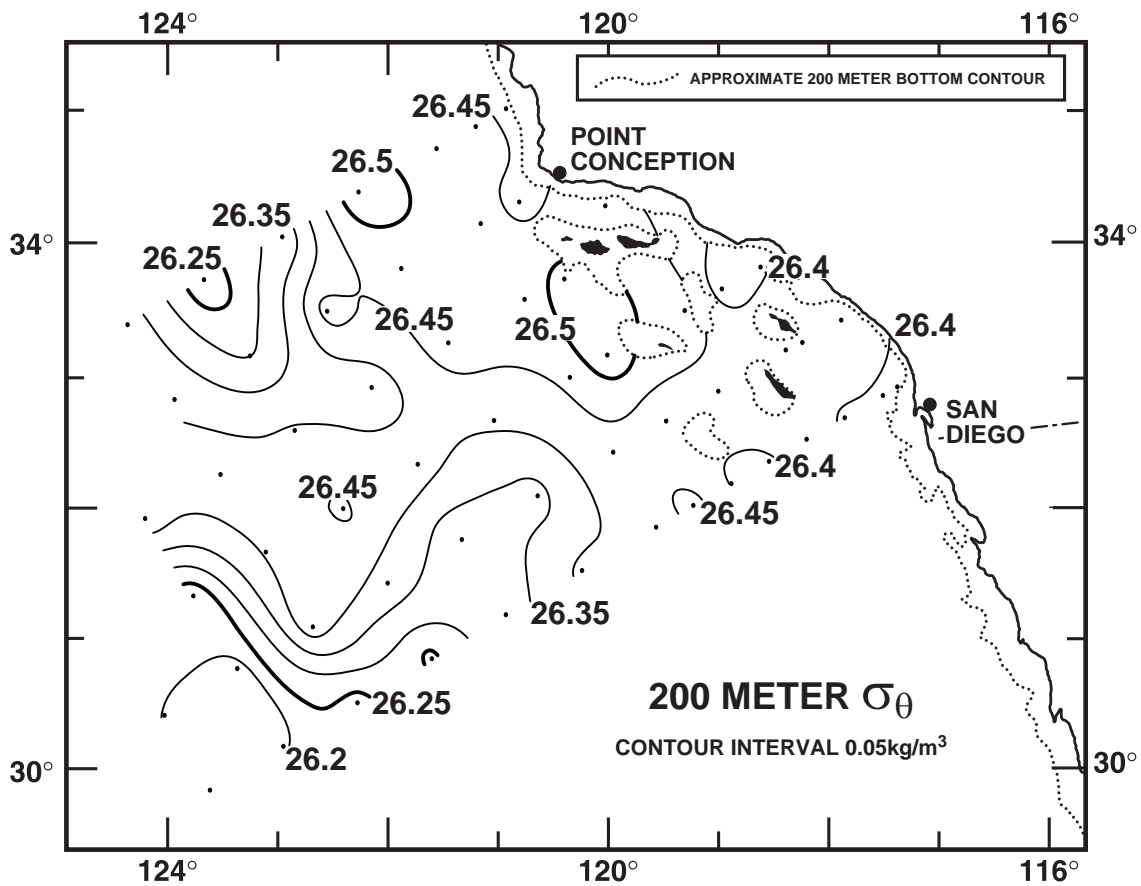 124° 120° 116°
APPROXIMATE 200 METER BOTTOM CONTOUR
26.45
POINT
CONCEPTION
26.5
26.35
34° 34°
26.25
26.4
26.45
26.5
26.4
SAN
DIEGO
26.4
26.45
26.45
26.35
200 METER σθ
26.25
CONTOUR INTERVAL 0.05kg/m³
26.2
30° 30°
124° 120° 116°